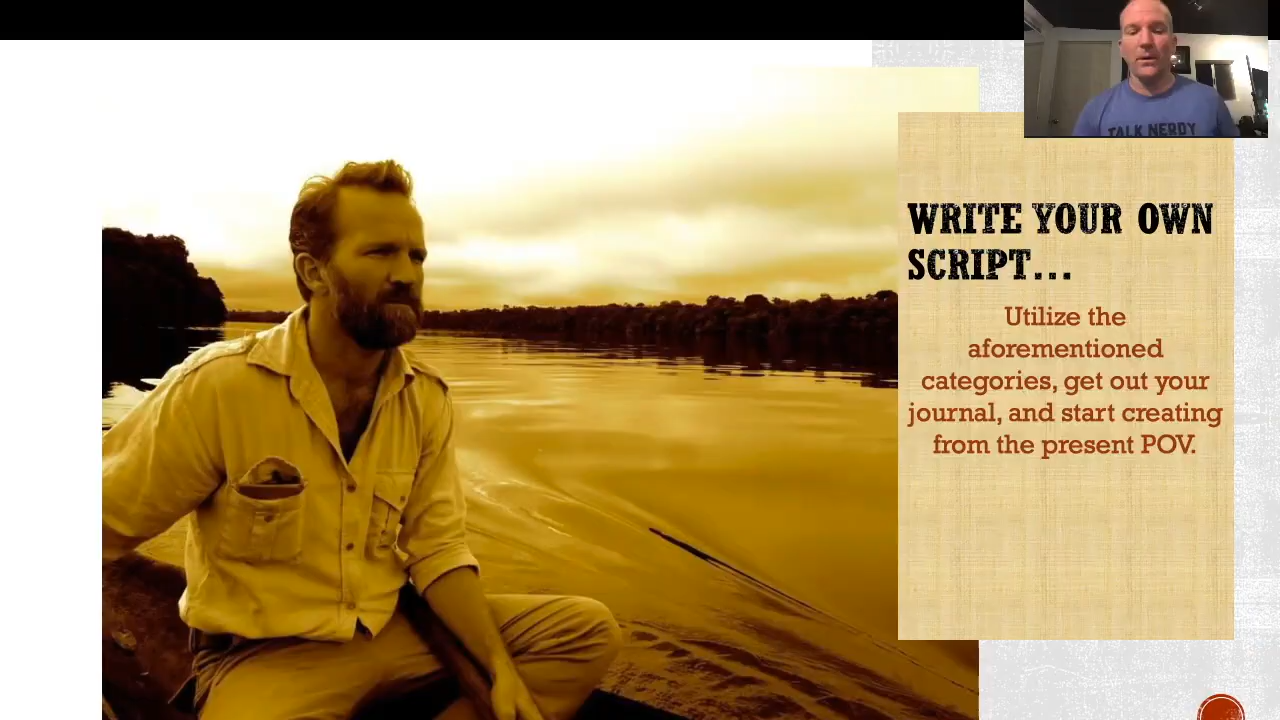 TALK NERDY
WRITE YOUR OWN
SCRIPT...
Utilize the
aforementioned
categories, get out your
journal, and start creating
from the present POV.